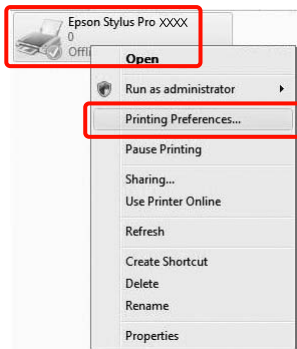 Epson Stylus Pro XXXX
0
Offli
Open
Run as administrator
Printing Preferences...
Pause Printing
Sharing...
Use Printer Online
Refresh
Create Shortcut
Delete
Rename
Properties